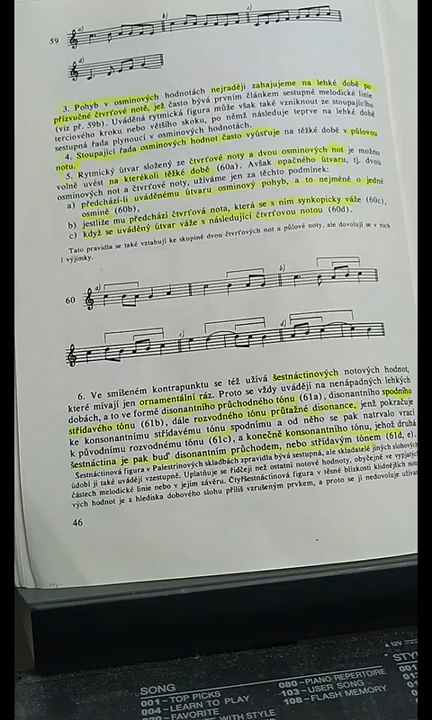 59
a)
b)
c)
d)
3. Pohyb v osminových hodnotách nejraději zahajujeme na lehké době po
přízvučné čtvrťové notě, jež často bývá prvním článkem sestupné melodické linie
(viz př. 59b). Uváděná rytmická figura může však také vzniknout ze stoupajícího
terciového kroku nebo většího skoku, po němž následuje teprve na lehké době
sestupná řada plynoucí v osminových hodnotách.
4. Stoupající řada osminových hodnot často vyúsťuje na těžké době v půlovou
notu.
5. Rytmický útvar složený ze čtvrťové noty a dvou osminových not je možno
volně uvést na kterékoli těžké době (60a). Avšak opačného útvaru, tj. dvou
osminových not a čtvrťové noty, užíváme jen za těchto podmínek:
a) předchází-li uváděnému útvaru osminový pohyb, a to nejméně o jedné
osmině (60b),
b) jestliže mu předchází čtvrťová nota, která se s ním synkopicky váže (60c),
c) když se uváděný útvar váže s následující čtvrťovou notou (60d).
Tato pravidla se také vztahují ke skupině dvou čtvrťových not a půlové noty, ale dovolují se v nich
i výjimky.
60
a)
b)
c)
d)
6. Ve smíšeném kontrapunktu se též užívá šestnáctinových notových hodnot,
které mívají jen ornamentální ráz. Proto se vždy uvádějí na nenápadných lehkých
dobách, a to ve formě disonantního průchodného tónu (61a), disonantního spodního
střídavého tónu (61b), dále rozvodného tónu průtažné disonance, jenž pokračuje
ke konsonantnímu střídavému tónu spodnímu a od něho se pak natrvalo vrací
k původnímu rozvodnému tónu (61c), a konečně konsonantního tónu, jehož druhá
šestnáctina je pak buď disonantním průchodem, nebo střídavým tónem (61d, e).
Šestnáctinová figura v Palestrinových skladbách zpravidla bývá sestupná, ale skladatelé jiných slohových
údobí ji také uvádějí vzestupně. Uplatňuje se řidčeji než ostatní notové hodnoty, obyčejně ve vypjatých
částech melodické linie nebo v jejím závěru. Čtyřšestnáctinová figura v těsné blízkosti klidnějších noto-
vých hodnot je z hlediska dobového slohu příliš vzrušeným prvkem, a proto se jí nedovoluje užívat
46
SONG
001- TOP PICKS
004- LEARN TO PLAY
FAVORITE
WITH STYLE
080- PIANO REPERTOIRE
103- USER SONG
108- FLASH MEMORY
12V